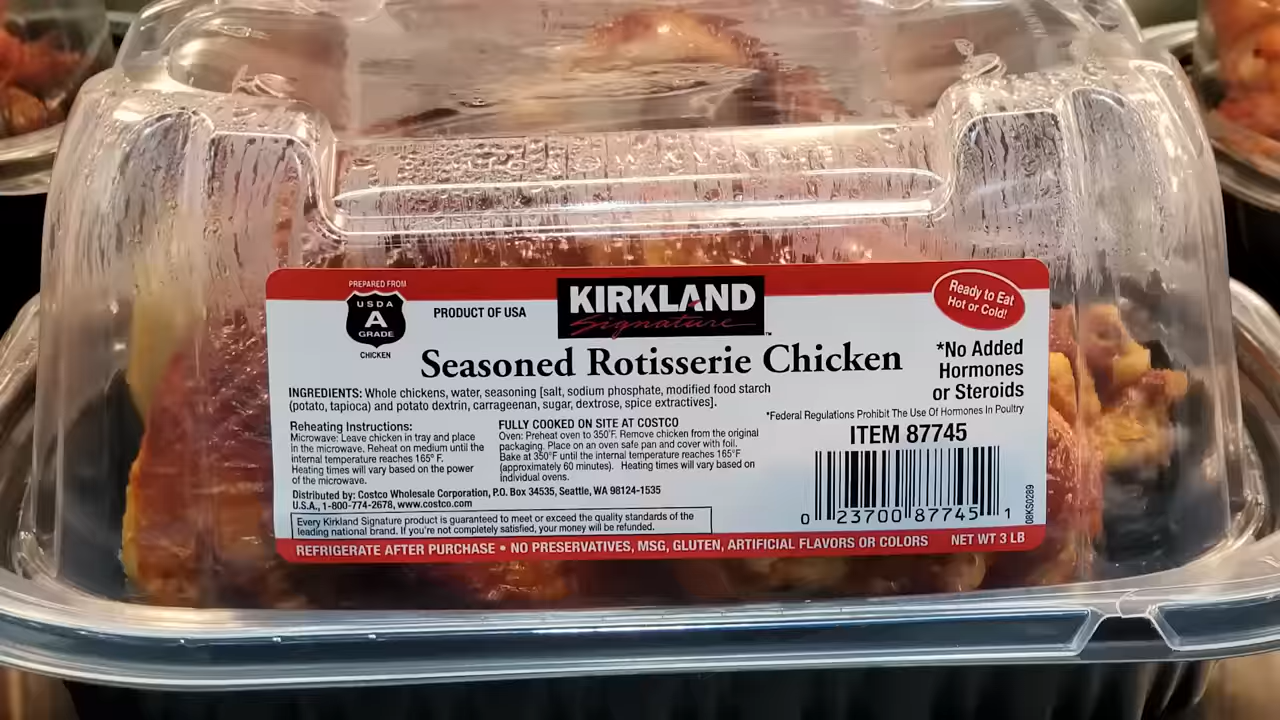 PREPARED FROM
USDA
A
GRADE
CHICKEN
PRODUCT OF USA
KIRKLAND
Signature™
Ready to Eat
Hot or Cold!
Seasoned Rotisserie Chicken
*No Added
Hormones
or Steroids
*Federal Regulations Prohibit The Use Of Hormones In Poultry
INGREDIENTS: Whole chickens, water, seasoning [salt, sodium phosphate, modified food starch
(potato, tapioca) and potato dextrin, carrageenan, sugar, dextrose, spice extractives].
Reheating Instructions:
Microwave: Leave chicken in tray and place
in the microwave. Reheat on medium until the
internal temperature reaches 165° F.
Heating times will vary based on the power
of the microwave.
FULLY COOKED ON SITE AT COSTCO
Oven: Preheat oven to 350°F. Remove chicken from the original
packaging. Place on an oven safe pan and cover with foil.
Bake at 350°F until the internal temperature reaches 165°F
(approximately 60 minutes). Heating times will vary based on
individual ovens.
ITEM 87745
0 23700 87745 1
08KS0289
Distributed by: Costco Wholesale Corporation, P.O. Box 34535, Seattle, WA 98124-1535
U.S.A., 1-800-774-2678, www.costco.com
Every Kirkland Signature product is guaranteed to meet or exceed the quality standards of the
leading national brand. If you're not completely satisfied, your money will be refunded.
REFRIGERATE AFTER PURCHASE • NO PRESERVATIVES, MSG, GLUTEN, ARTIFICIAL FLAVORS OR COLORS NET WT 3 LB